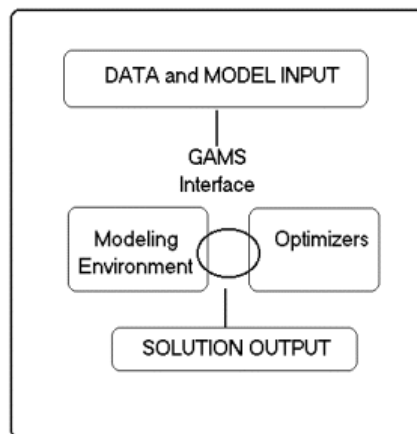 DATA and MODEL INPUT
GAMS
Interface
Modeling
Environment
Optimizers
SOLUTION OUTPUT